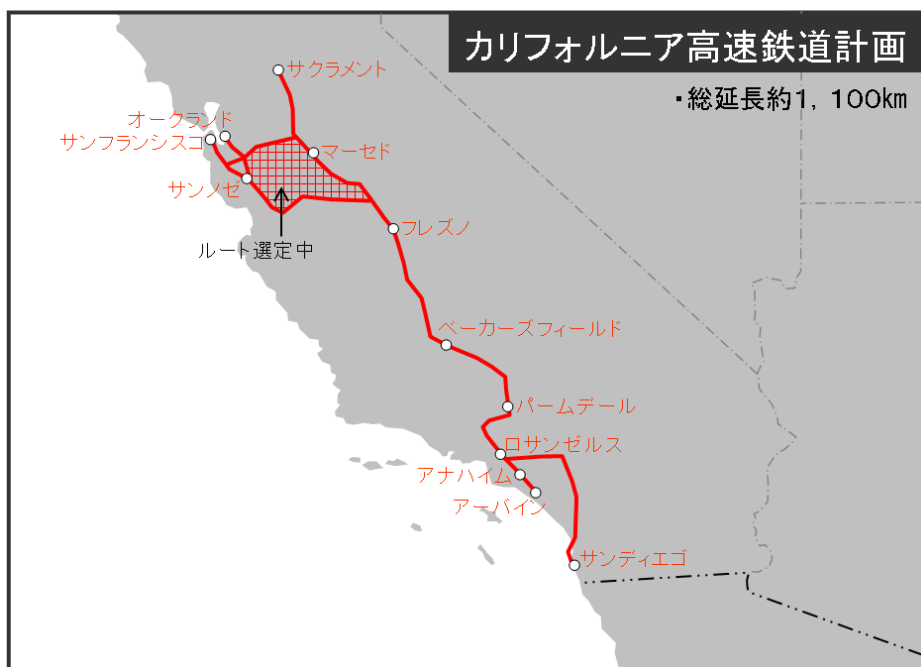 カリフォルニア高速鉄道計画
・総延長約1，100km
サクラメント
オークランド
サンフランシスコ
マーセド
サンノゼ
フレズノ
ルート選定中
ベーカーズフィールド
パームデール
ロサンゼルス
アナハイム
アーバイン
サンディエゴ